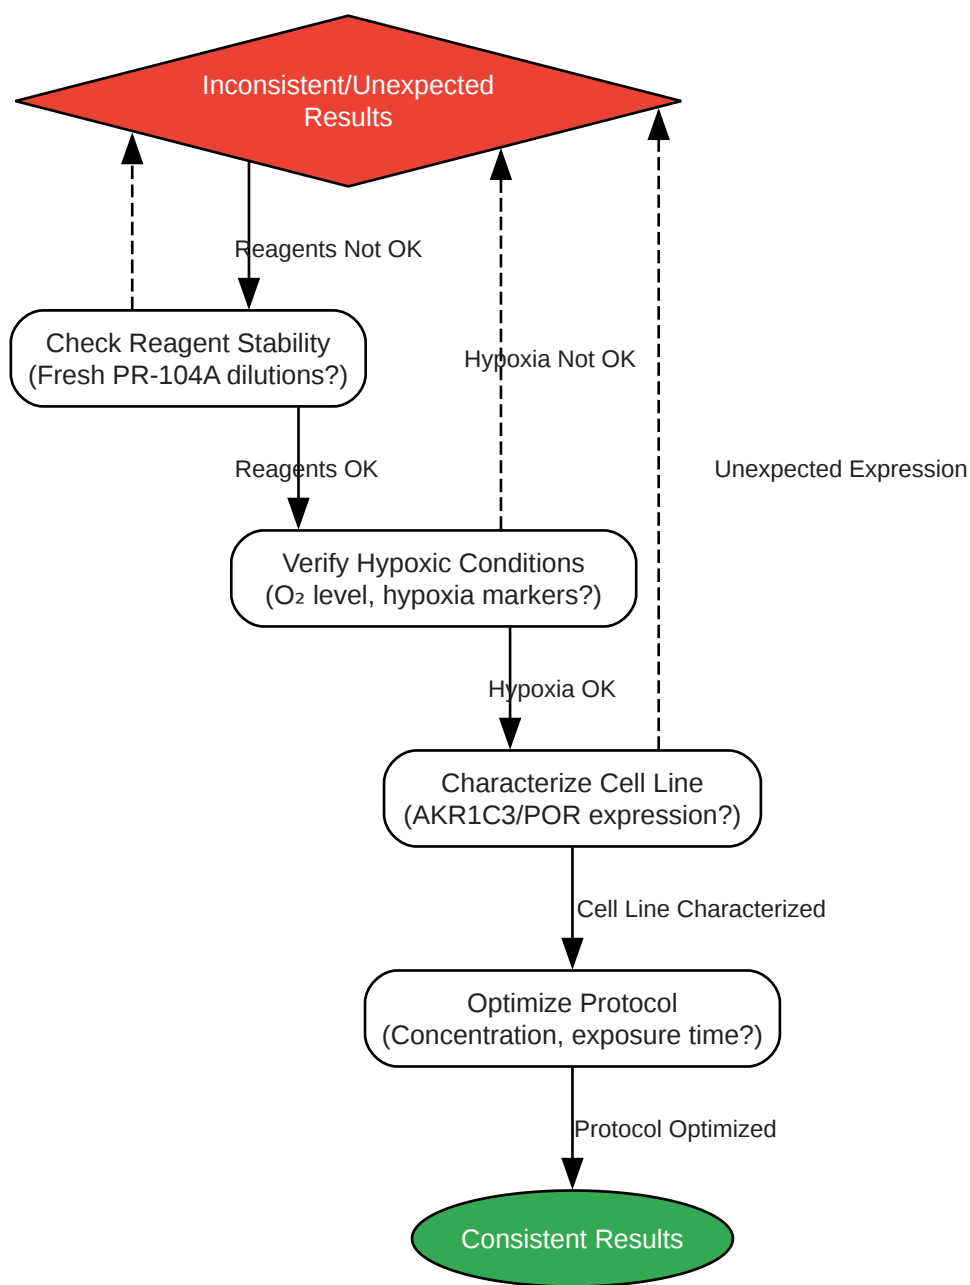 Inconsistent/Unexpected
Results
Reagents Not OK
Check Reagent Stability
(Fresh PR-104A dilutions?)
Hypoxia Not OK
Reagents OK
Unexpected Expression
Verify Hypoxic Conditions
(O₂ level, hypoxia markers?)
Hypoxia OK
Characterize Cell Line
(AKR1C3/POR expression?)
Cell Line Characterized
Optimize Protocol
(Concentration, exposure time?)
Protocol Optimized
Consistent Results